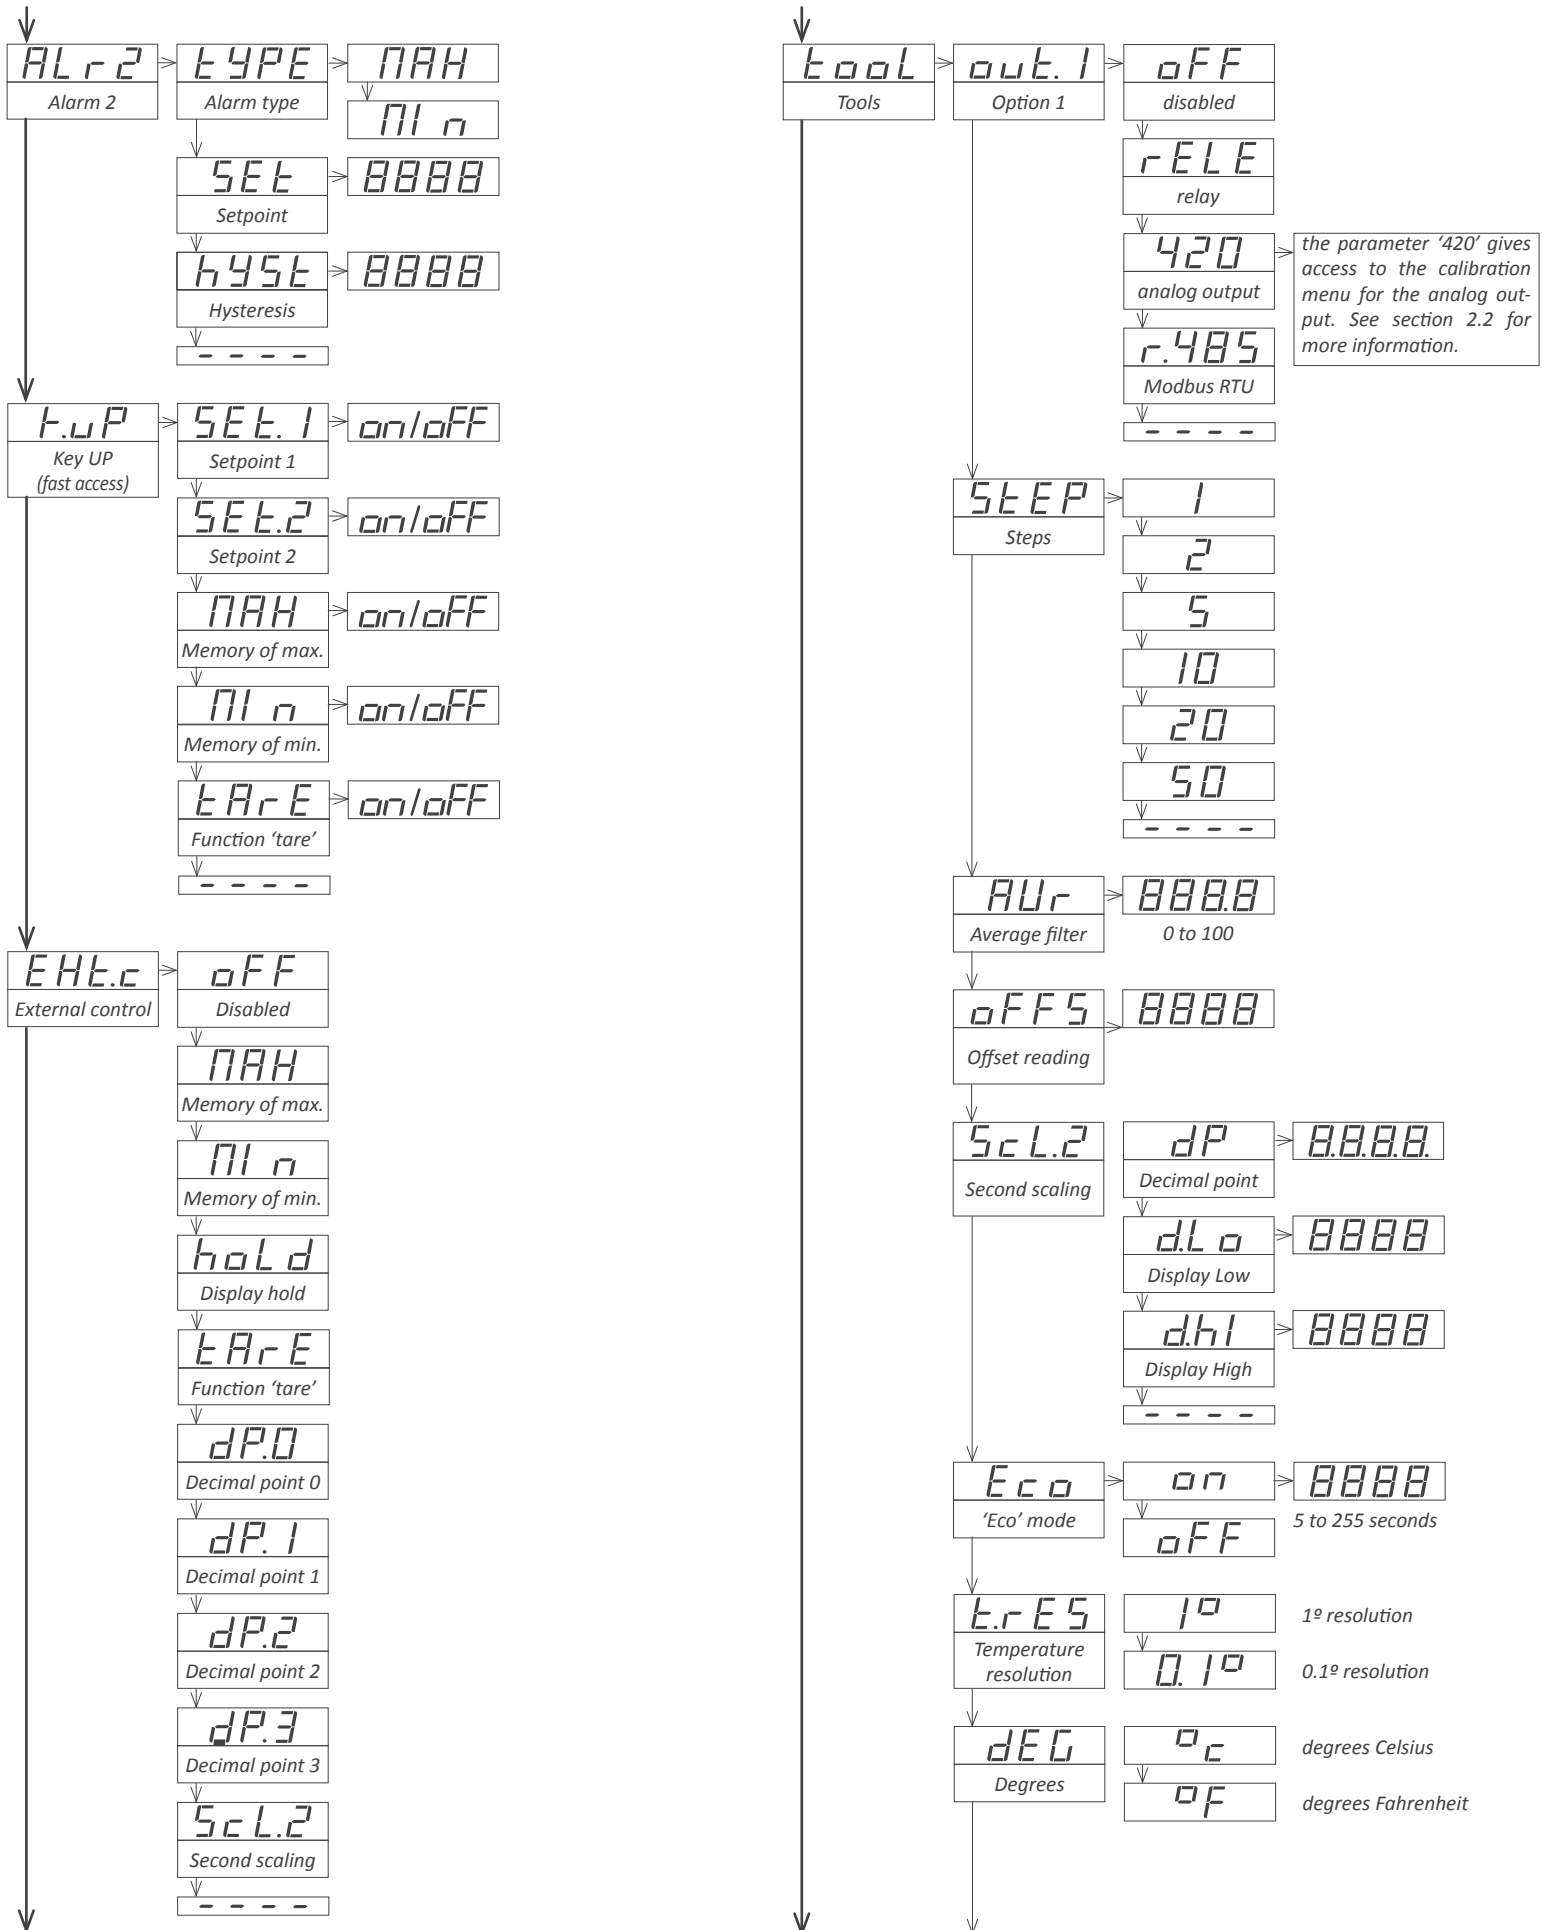 ALr2
Alarm 2
tYPE
Alarm type
MAH
MIn
SEt
Setpoint
8888
hYSt
Hysteresis
8888
- - - -
K.uP
Key UP
(fast access)
SEt.1
Setpoint 1
on/oFF
SEt.2
Setpoint 2
on/oFF
MAH
Memory of max.
on/oFF
MIn
Memory of min.
on/oFF
tArE
Function ‘tare’
on/oFF
- - - -
EHt.c
External control
oFF
Disabled
MAH
Memory of max.
MIn
Memory of min.
hoLd
Display hold
tArE
Function ‘tare’
dP.0
Decimal point 0
dP.1
Decimal point 1
dP.2
Decimal point 2
dP.3
Decimal point 3
ScL.2
Second scaling
- - - -
tooL
Tools
out.1
Option 1
oFF
disabled
rELE
relay
420
analog output
the parameter ‘420’ gives
access to the calibration
menu for the analog out-
put. See section 2.2 for
more information.
r.485
Modbus RTU
- - - -
StEP
Steps
1
2
5
10
20
50
- - - -
AVr
Average filter
888.8
0 to 100
oFFS
Offset reading
8888
ScL.2
Second scaling
dP
Decimal point
8.8.8.8.
d.Lo
Display Low
8888
d.hI
Display High
8888
- - - -
Eco
‘Eco’ mode
on
8888
5 to 255 seconds
oFF
t.rES
Temperature
resolution
1º
1º resolution
0.1º
0.1º resolution
dEG
Degrees
ºc
degrees Celsius
ºF
degrees Fahrenheit